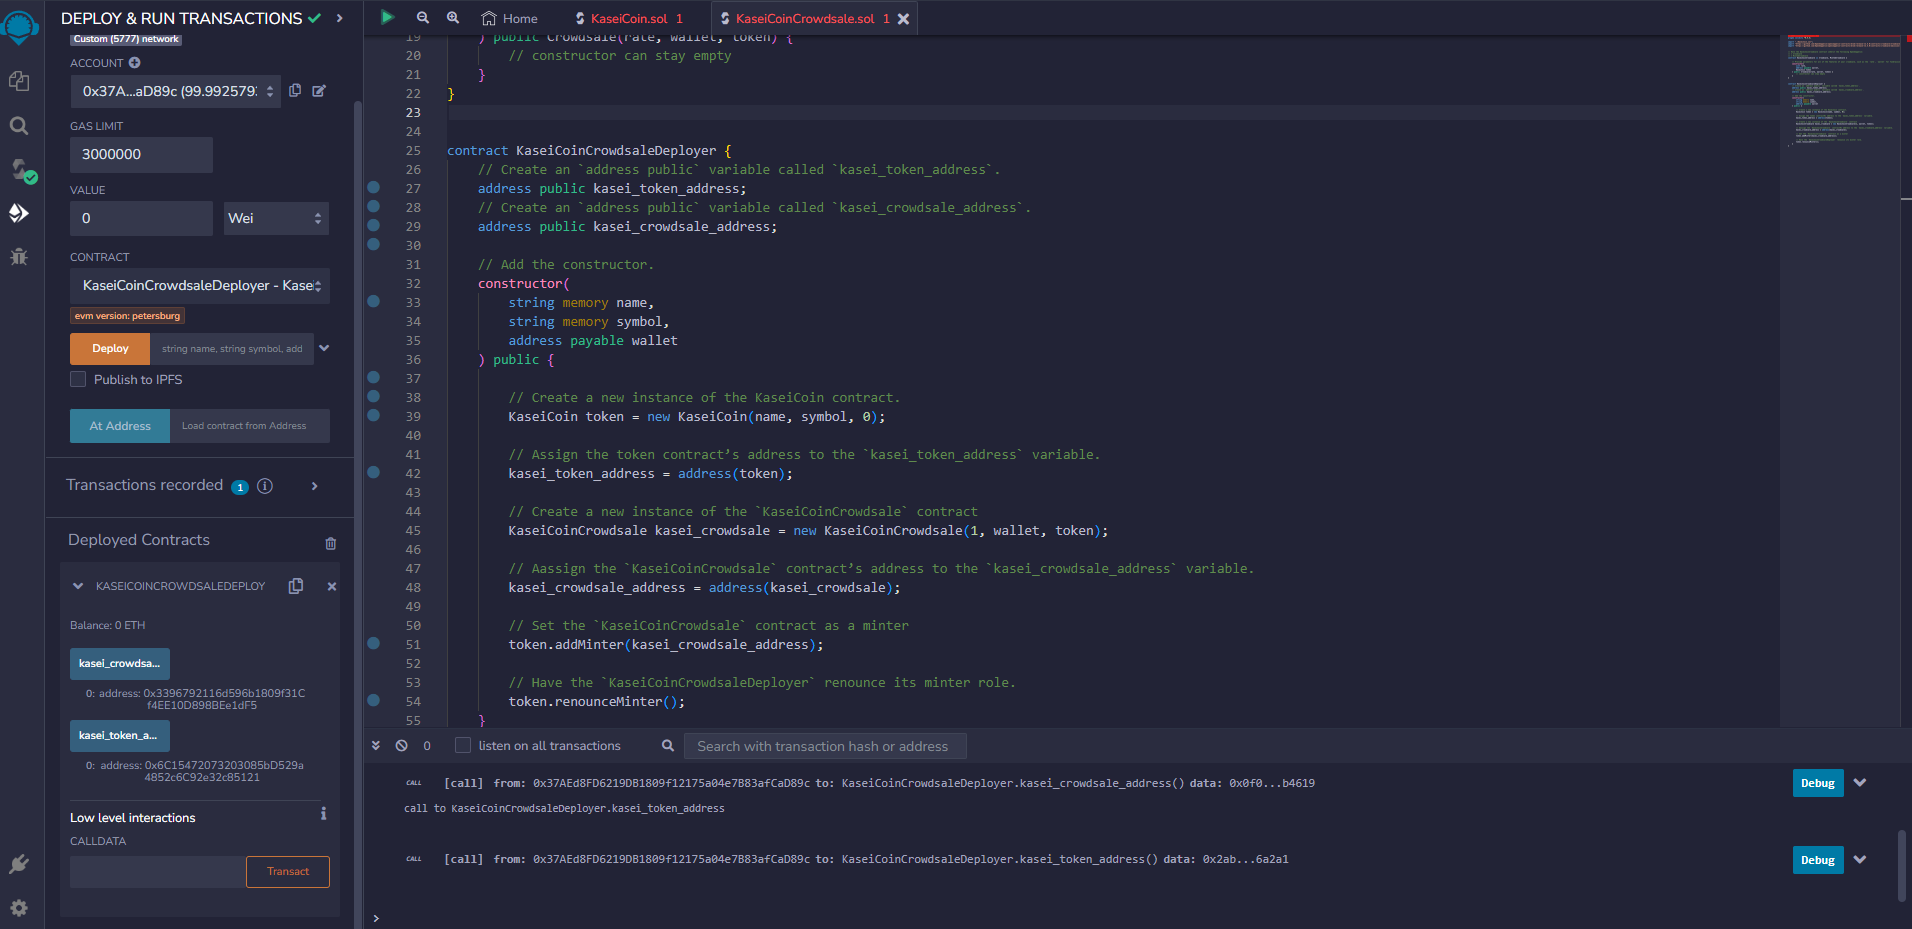 DEPLOY & RUN TRANSACTIONS
Custom (5777) network
ACCOUNT
0x37A...aD89c (99.9925793
GAS LIMIT
3000000
VALUE
0
Wei
CONTRACT
KaseiCoinCrowdsaleDeployer - Kasei
evm version: petersburg
Deploy
string name, string symbol, add
Publish to IPFS
At Address
Load contract from Address
Transactions recorded 1 i
Deployed Contracts
KASEICOINCROWDSALEDEPLOY
Balance: 0 ETH
kasei_crowdsa...
0: address: 0x3396792116d596b1809f31C
f4EE10D898BEe1dF5
kasei_token_a...
0: address: 0x6C15472073203085bD529a
4852c6C92e32c85121
Low level interactions
i
CALLDATA
Transact
Home
KaseiCoin.sol 1
KaseiCoinCrowdsale.sol 1
19 ) public Crowdsale(rate, wallet, token) {
20 // constructor can stay empty
21 }
22 }
23
24
25 contract KaseiCoinCrowdsaleDeployer {
26 // Create an `address public` variable called `kasei_token_address`.
27 address public kasei_token_address;
28 // Create an `address public` variable called `kasei_crowdsale_address`.
29 address public kasei_crowdsale_address;
30
31 // Add the constructor.
32 constructor(
33 string memory name,
34 string memory symbol,
35 address payable wallet
36 ) public {
37
38 // Create a new instance of the KaseiCoin contract.
39 KaseiCoin token = new KaseiCoin(name, symbol, 0);
40
41 // Assign the token contract’s address to the `kasei_token_address` variable.
42 kasei_token_address = address(token);
43
44 // Create a new instance of the `KaseiCoinCrowdsale` contract
45 KaseiCoinCrowdsale kasei_crowdsale = new KaseiCoinCrowdsale(1, wallet, token);
46
47 // Aassign the `KaseiCoinCrowdsale` contract’s address to the `kasei_crowdsale_address` variable.
48 kasei_crowdsale_address = address(kasei_crowdsale);
49
50 // Set the `KaseiCoinCrowdsale` contract as a minter
51 token.addMinter(kasei_crowdsale_address);
52
53 // Have the `KaseiCoinCrowdsaleDeployer` renounce its minter role.
54 token.renounceMinter();
55 }
0
listen on all transactions
Search with transaction hash or address
CALL [call] from: 0x37AEd8FD6219DB1809f12175a04e7B83afCaD89c to: KaseiCoinCrowdsaleDeployer.kasei_crowdsale_address() data: 0x0f0...b4619
Debug
call to KaseiCoinCrowdsaleDeployer.kasei_token_address
CALL [call] from: 0x37AEd8FD6219DB1809f12175a04e7B83afCaD89c to: KaseiCoinCrowdsaleDeployer.kasei_token_address() data: 0x2ab...6a2a1
Debug
>